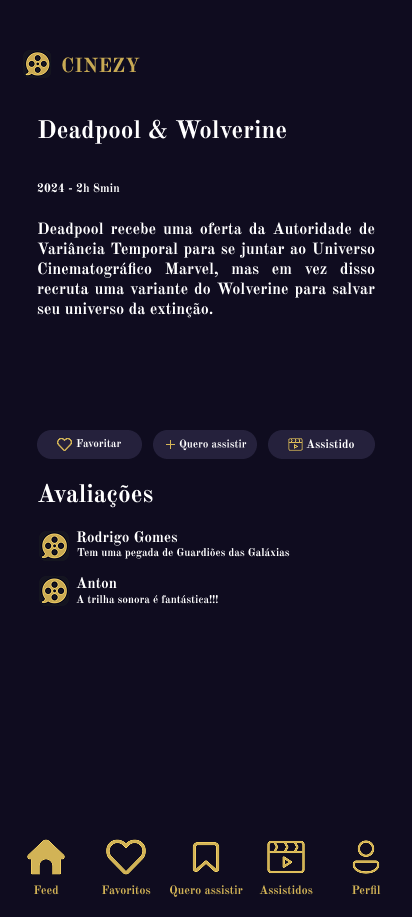 CINEZY
Deadpool & Wolverine
2024 - 2h 8min
Deadpool recebe uma oferta da Autoridade de
Variância Temporal para se juntar ao Universo
Cinematográfico Marvel, mas em vez disso
recruta uma variante do Wolverine para salvar
seu universo da extinção.
Favoritar
Quero assistir
Assistido
Avaliações
Rodrigo Gomes
Tem uma pegada de Guardiões das Galáxias
Anton
A trilha sonora é fantástica!!!
Feed
Favoritos
Quero assistir
Assistidos
Perfil